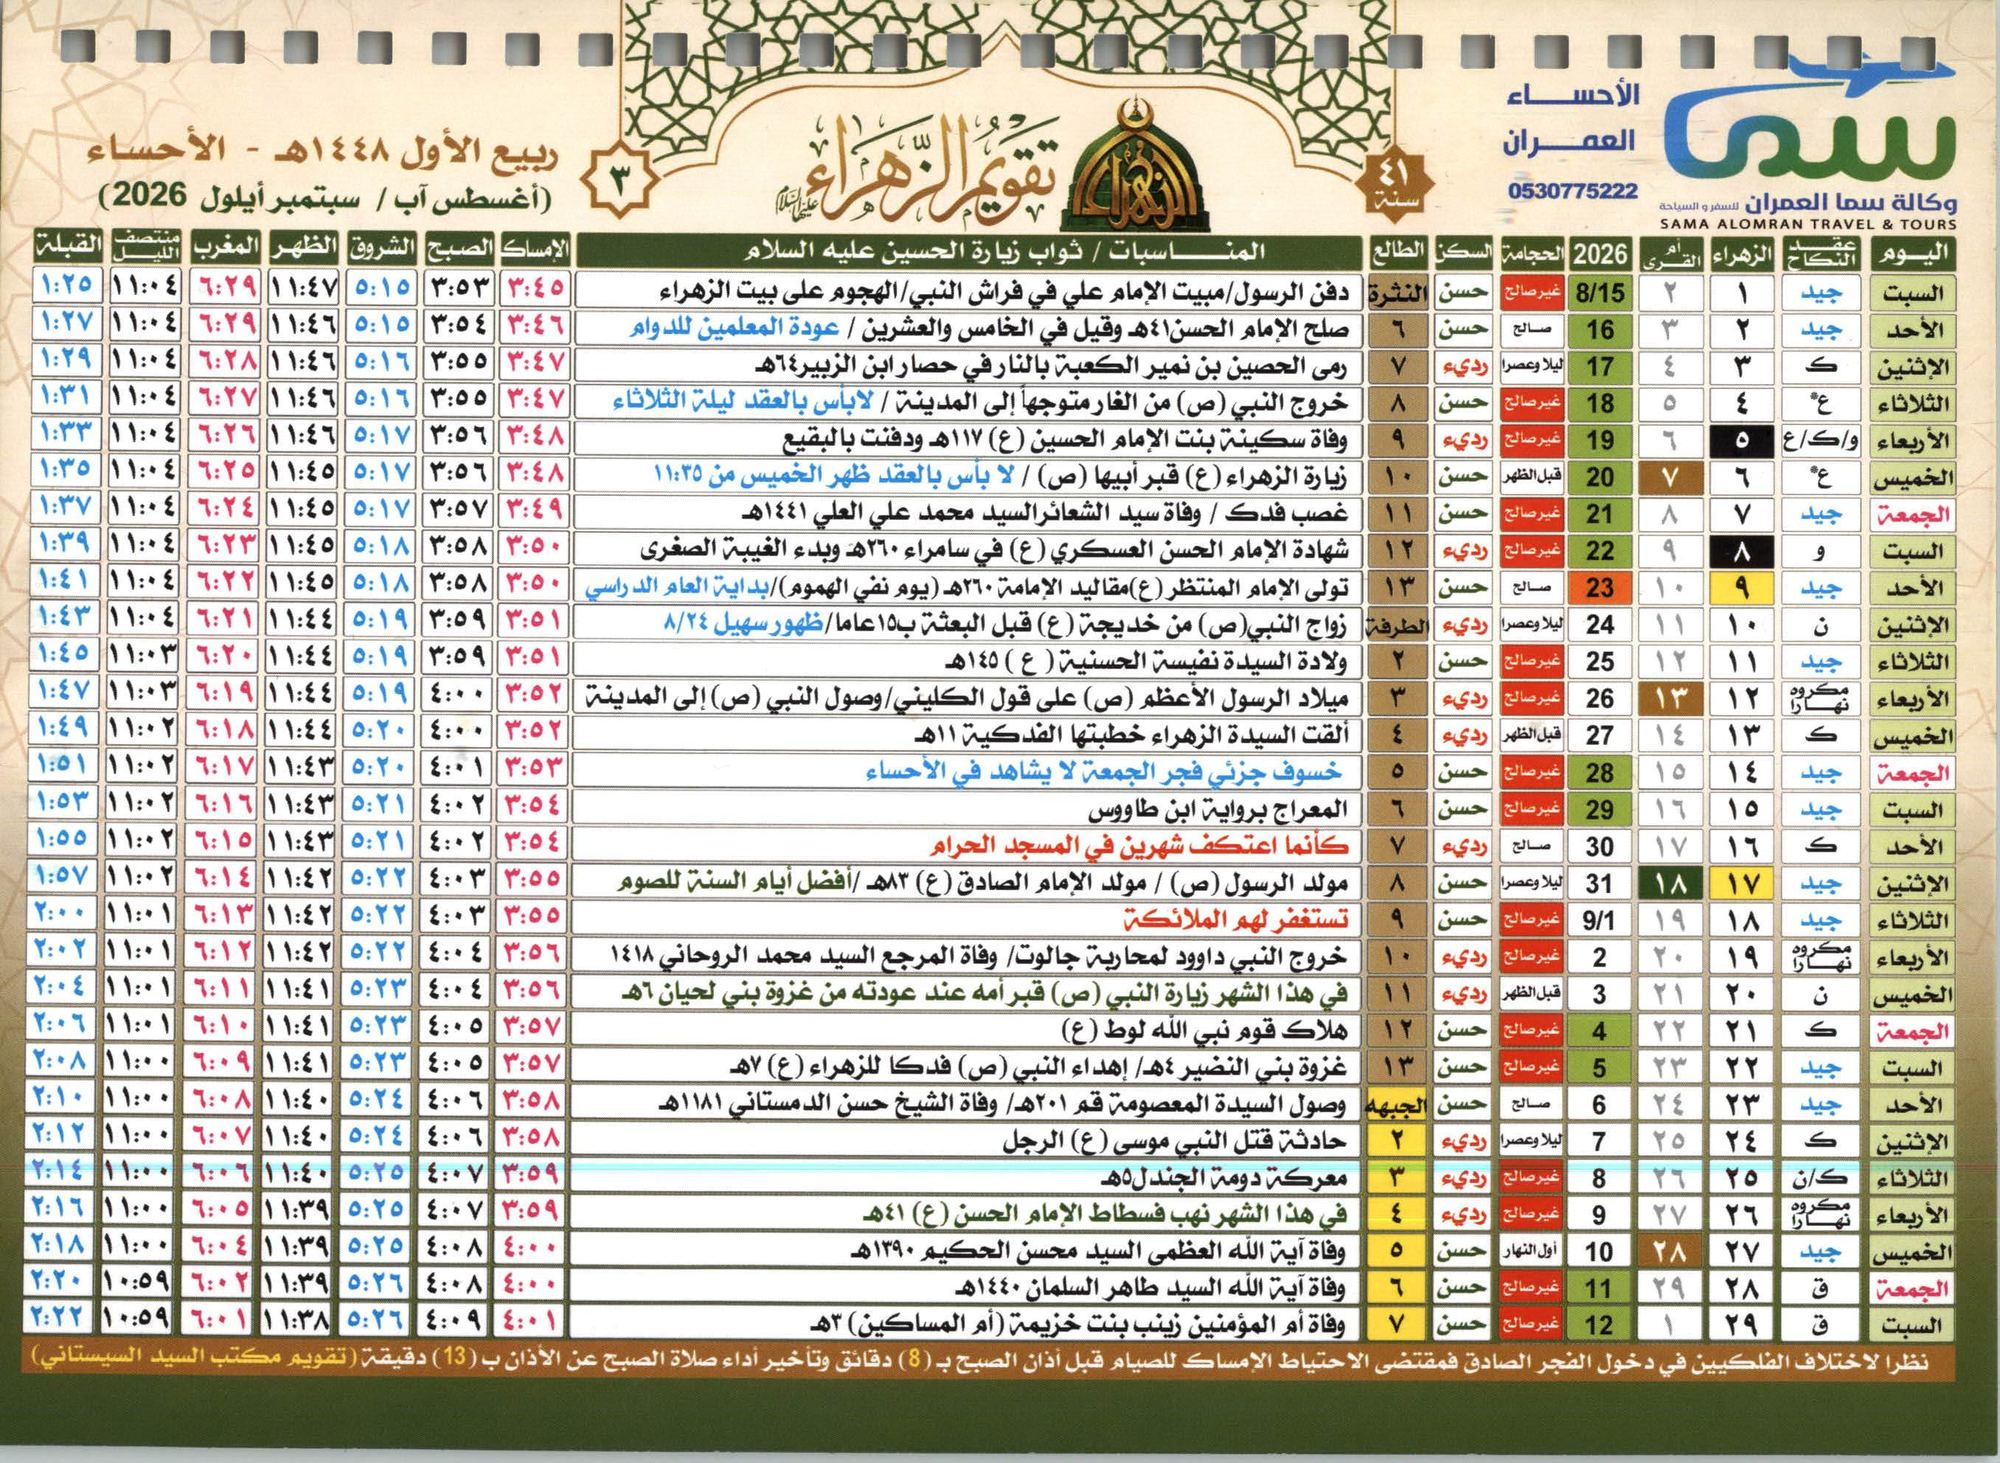 الأحساء
العمــران
0530775222
سما
وكالة سما العمران للسفر و السياحة
SAMA ALOMRAN TRAVEL & TOURS
٤١ سنة
تقويم الزهراء عليها السلام
٣
ربيع الأول ١٤٤٨هـ - الأحساء
(أغسطس آب / سبتمبر أيلول 2026)
اليوم عقد النكاح الزهراء أم القرى 2026 الحجامة السكن الطالع المنـاسبات / ثواب زيارة الحسين عليه السلام الإمساك الصبح الشروق الظهر المغرب منتصف الليل القبلة
السبت جيد ١ ٢ 8/15 غير صالح حسن النثرة دفن الرسول/مبيت الإمام علي في فراش النبي/الهجوم على بيت الزهراء ٣:٤٥ ٣:٥٣ ٥:١٥ ١١:٤٧ ٦:٢٩ ١١:٠٤ ١:٢٥
الأحد جيد ٢ ٣ 16 صالح حسن ٦ صلح الإمام الحسن٤١هـ وقيل في الخامس والعشرين / عودة المعلمين للدوام ٣:٤٦ ٣:٥٤ ٥:١٥ ١١:٤٦ ٦:٢٩ ١١:٠٤ ١:٢٧
الإثنين ك ٣ ٤ 17 ليلا وعصرا رديء ٧ رمى الحصين بن نمير الكعبة بالنار في حصار ابن الزبير٦٤هـ ٣:٤٧ ٣:٥٥ ٥:١٦ ١١:٤٦ ٦:٢٨ ١١:٠٤ ١:٢٩
الثلاثاء ع* ٤ ٥ 18 غير صالح حسن ٨ خروج النبي (ص) من الغار متوجهاً إلى المدينة / لابأس بالعقد ليلة الثلاثاء ٣:٤٧ ٣:٥٥ ٥:١٦ ١١:٤٦ ٦:٢٧ ١١:٠٤ ١:٣١
الأربعاء و/ك/ع ٥ ٦ 19 غير صالح رديء ٩ وفاة سكينة بنت الإمام الحسين (ع) ١١٧هـ ودفنت بالبقيع ٣:٤٨ ٣:٥٦ ٥:١٧ ١١:٤٦ ٦:٢٦ ١١:٠٤ ١:٣٣
الخميس ع* ٦ ٧ 20 قبل الظهر حسن ١٠ زيارة الزهراء (ع) قبر أبيها (ص) / لا بأس بالعقد ظهر الخميس من ١١:٣٥ ٣:٤٨ ٣:٥٦ ٥:١٧ ١١:٤٥ ٦:٢٥ ١١:٠٤ ١:٣٥
الجمعة جيد ٧ ٨ 21 غير صالح حسن ١١ غصب فدك / وفاة سيد الشعائرالسيد محمد علي العلي ١٤٤١هـ ٣:٤٩ ٣:٥٧ ٥:١٧ ١١:٤٥ ٦:٢٤ ١١:٠٤ ١:٣٧
السبت و ٨ ٩ 22 غير صالح رديء ١٢ شهادة الإمام الحسن العسكري (ع) في سامراء ٢٦٠هـ وبدء الغيبة الصغرى ٣:٥٠ ٣:٥٨ ٥:١٨ ١١:٤٥ ٦:٢٣ ١١:٠٤ ١:٣٩
الأحد جيد ٩ ١٠ 23 صالح حسن ١٣ تولى الإمام المنتظر (ع)مقاليد الإمامة ٢٦٠هـ (يوم نفي الهموم)/بداية العام الدراسي ٣:٥٠ ٣:٥٨ ٥:١٨ ١١:٤٥ ٦:٢٢ ١١:٠٤ ١:٤١
الإثنين ن ١٠ ١١ 24 ليلا وعصرا رديء الطرفة زواج النبي(ص) من خديجة (ع) قبل البعثة ب١٥عاما/ظهور سهيل ٨/٢٤ ٣:٥١ ٣:٥٩ ٥:١٩ ١١:٤٤ ٦:٢١ ١١:٠٤ ١:٤٣
الثلاثاء جيد ١١ ١٢ 25 غير صالح حسن ٢ ولادة السيدة نفيسة الحسنية ( ع ) ١٤٥هـ ٣:٥١ ٣:٥٩ ٥:١٩ ١١:٤٤ ٦:٢٠ ١١:٠٣ ١:٤٥
الأربعاء مكروه نهارا ١٢ ١٣ 26 غير صالح رديء ٣ ميلاد الرسول الأعظم (ص) على قول الكليني/وصول النبي (ص) إلى المدينة ٣:٥٢ ٤:٠٠ ٥:١٩ ١١:٤٤ ٦:١٩ ١١:٠٣ ١:٤٧
الخميس ك ١٣ ١٤ 27 قبل الظهر رديء ٤ ألقت السيدة الزهراء خطبتها الفدكية ١١هـ ٣:٥٢ ٤:٠٠ ٥:٢٠ ١١:٤٤ ٦:١٨ ١١:٠٢ ١:٤٩
الجمعة جيد ١٤ ١٥ 28 غير صالح حسن ٥ خسوف جزئي فجر الجمعة لا يشاهد في الأحساء ٣:٥٣ ٤:٠١ ٥:٢٠ ١١:٤٣ ٦:١٧ ١١:٠٢ ١:٥١
السبت جيد ١٥ ١٦ 29 غير صالح حسن ٦ المعراج برواية ابن طاووس ٣:٥٤ ٤:٠٢ ٥:٢١ ١١:٤٣ ٦:١٦ ١١:٠٢ ١:٥٣
الأحد ك ١٦ ١٧ 30 صالح رديء ٧ كأنما اعتكف شهرين في المسجد الحرام ٣:٥٤ ٤:٠٢ ٥:٢١ ١١:٤٣ ٦:١٥ ١١:٠٢ ١:٥٥
الإثنين جيد ١٧ ١٨ 31 ليلا وعصرا حسن ٨ مولد الرسول (ص) / مولد الإمام الصادق (ع) ٨٣هـ /أفضل أيام السنة للصوم ٣:٥٥ ٤:٠٣ ٥:٢٢ ١١:٤٢ ٦:١٤ ١١:٠٢ ١:٥٧
الثلاثاء جيد ١٨ ١٩ 9/1 غير صالح حسن ٩ تستغفر لهم الملائكة ٣:٥٥ ٤:٠٣ ٥:٢٢ ١١:٤٢ ٦:١٣ ١١:٠١ ٢:٠٠
الأربعاء مكروه نهارا ١٩ ٢٠ 2 غير صالح رديء ١٠ خروج النبي داوود لمحاربة جالوت/ وفاة المرجع السيد محمد الروحاني ١٤١٨ ٣:٥٦ ٤:٠٤ ٥:٢٢ ١١:٤٢ ٦:١٢ ١١:٠١ ٢:٠٢
الخميس ن ٢٠ ٢١ 3 قبل الظهر رديء ١١ في هذا الشهر زيارة النبي (ص) قبر أمه عند عودته من غزوة بني لحيان ٦هـ ٣:٥٦ ٤:٠٤ ٥:٢٣ ١١:٤١ ٦:١١ ١١:٠١ ٢:٠٤
الجمعة ك ٢١ ٢٢ 4 غير صالح حسن ١٢ هلاك قوم نبي الله لوط (ع) ٣:٥٧ ٤:٠٥ ٥:٢٣ ١١:٤١ ٦:١٠ ١١:٠١ ٢:٠٦
السبت جيد ٢٢ ٢٣ 5 غير صالح حسن ١٣ غزوة بني النضير ٤هـ/ إهداء النبي (ص) فدكا للزهراء (ع) ٧هـ ٣:٥٧ ٤:٠٥ ٥:٢٣ ١١:٤١ ٦:٠٩ ١١:٠٠ ٢:٠٨
الأحد جيد ٢٣ ٢٤ 6 صالح حسن الجبهه وصول السيدة المعصومة قم ٢٠١هـ/ وفاة الشيخ حسن الدمستاني ١١٨١هـ ٣:٥٨ ٤:٠٦ ٥:٢٤ ١١:٤٠ ٦:٠٨ ١١:٠٠ ٢:١٠
الإثنين ك ٢٤ ٢٥ 7 ليلا وعصرا رديء ٢ حادثة قتل النبي موسى (ع) الرجل ٣:٥٨ ٤:٠٦ ٥:٢٤ ١١:٤٠ ٦:٠٧ ١١:٠٠ ٢:١٢
الثلاثاء ك/ن ٢٥ ٢٦ 8 غير صالح رديء ٣ معركة دومة الجندل٥هـ ٣:٥٩ ٤:٠٧ ٥:٢٥ ١١:٤٠ ٦:٠٦ ١١:٠٠ ٢:١٤
الأربعاء مكروه نهارا ٢٦ ٢٧ 9 غير صالح رديء ٤ في هذا الشهر نهب فسطاط الإمام الحسن (ع) ٤١هـ ٣:٥٩ ٤:٠٧ ٥:٢٥ ١١:٣٩ ٦:٠٥ ١١:٠٠ ٢:١٦
الخميس جيد ٢٧ ٢٨ 10 أول النهار حسن ٥ وفاة آية الله العظمى السيد محسن الحكيم ١٣٩٠هـ ٤:٠٠ ٤:٠٨ ٥:٢٥ ١١:٣٩ ٦:٠٤ ١١:٠٠ ٢:١٨
الجمعة ق ٢٨ ٢٩ 11 غير صالح حسن ٦ وفاة آية الله السيد طاهر السلمان ١٤٤٠هـ ٤:٠٠ ٤:٠٨ ٥:٢٦ ١١:٣٩ ٦:٠٢ ١٠:٥٩ ٢:٢٠
السبت ق ٢٩ ١ 12 غير صالح حسن ٧ وفاة أم المؤمنين زينب بنت خزيمة (أم المساكين) ٣هـ ٤:٠١ ٤:٠٩ ٥:٢٦ ١١:٣٨ ٦:٠١ ١٠:٥٩ ٢:٢٢
نظرا لاختلاف الفلكيين في دخول الفجر الصادق فمقتضى الاحتياط الإمساك للصيام قبل أذان الصبح بـ (8) دقائق وتأخير أداء صلاة الصبح عن الأذان ب (13) دقيقة (تقويم مكتب السيد السيستاني)